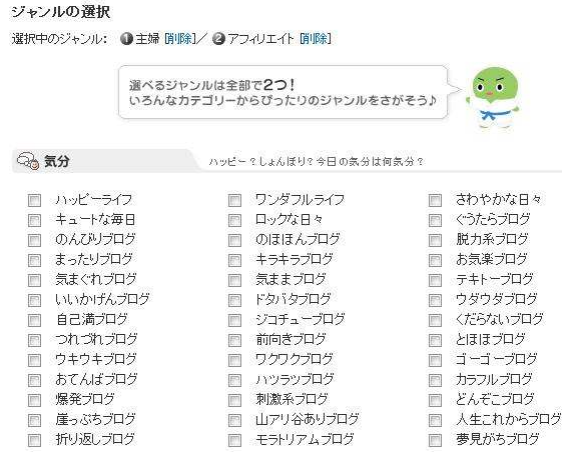 ジャンルの選択
選択中のジャンル: ❶主婦 [削除]／ ❷アフィリエイト [削除]
選べるジャンルは全部で2つ!
いろんなカテゴリーからぴったりのジャンルをさがそう♪
気分 ハッピー？しょんぼり？今日の気分は何気分？
ハッピーライフ ワンダフルライフ さわやかな日々
キュートな毎日 ロックな日々 ぐうたらブログ
のんびりブログ のほほんブログ 脱力系ブログ
まったりブログ キラキラブログ お気楽ブログ
気まぐれブログ 気ままブログ テキトーブログ
いいかげんブログ ドタバタブログ ウダウダブログ
自己満ブログ ジコチューブログ くだらないブログ
つれづれブログ 前向きブログ とほほブログ
ウキウキブログ ワクワクブログ ゴーゴーブログ
おてんばブログ ハツラツブログ カラフルブログ
爆発ブログ 刺激系ブログ どんぞこブログ
崖っぷちブログ 山アリ谷ありブログ 人生これからブログ
折り返しブログ モラトリアムブログ 夢見がちブログ